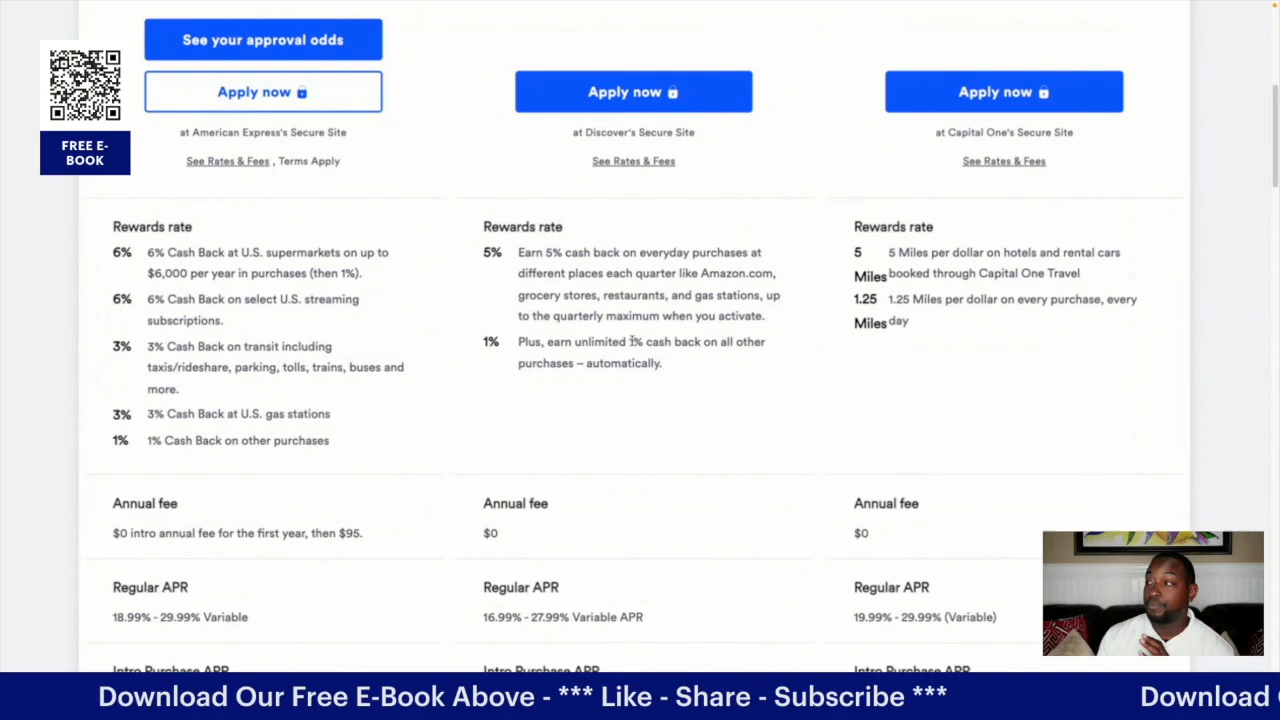 See your approval odds
Apply now
at American Express's Secure Site
See Rates & Fees , Terms Apply
Apply now
at Discover's Secure Site
See Rates & Fees
Apply now
at Capital One's Secure Site
See Rates & Fees
FREE E-
BOOK
Rewards rate
6% 6% Cash Back at U.S. supermarkets on up to
$6,000 per year in purchases (then 1%).
6% 6% Cash Back on select U.S. streaming
subscriptions.
3% 3% Cash Back on transit including
taxis/rideshare, parking, tolls, trains, buses and
more.
3% 3% Cash Back at U.S. gas stations
1% 1% Cash Back on other purchases
Rewards rate
5% Earn 5% cash back on everyday purchases at
different places each quarter like Amazon.com,
grocery stores, restaurants, and gas stations, up
to the quarterly maximum when you activate.
1% Plus, earn unlimited 1% cash back on all other
purchases – automatically.
Rewards rate
5 5 Miles per dollar on hotels and rental cars
Miles booked through Capital One Travel
1.25 1.25 Miles per dollar on every purchase, every
Miles day
Annual fee
$0 intro annual fee for the first year, then $95.
Annual fee
$0
Annual fee
$0
Regular APR
18.99% - 29.99% Variable
Regular APR
16.99% - 27.99% Variable APR
Regular APR
19.99% - 29.99% (Variable)
Intro Purchase APR
Intro Purchase APR
Intro Purchase APR
Download Our Free E-Book Above - *** Like - Share - Subscribe ***
Download